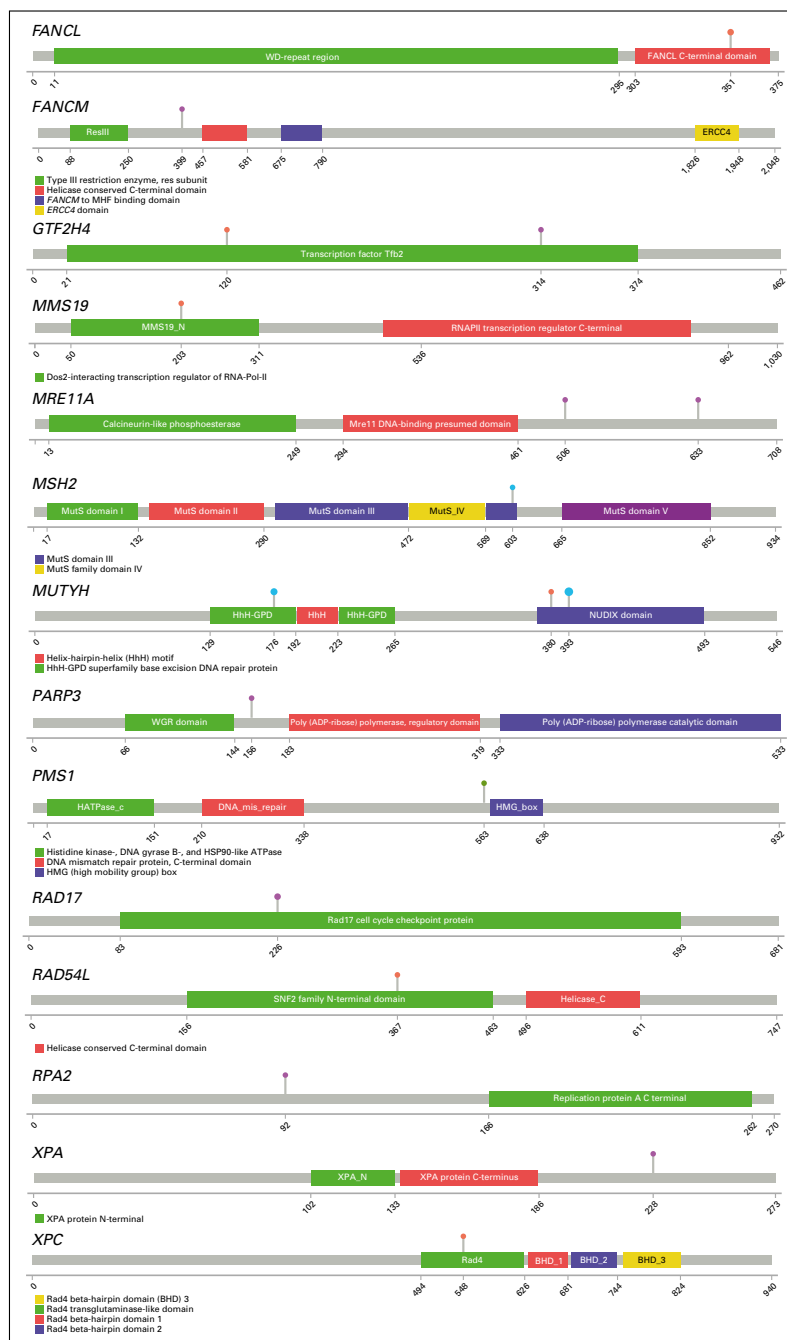 FANCL
WD-repeat region FANCL C-terminal domain
0 11 295 303 351 375
FANCM
ResIII ERCC4
0 88 250 399 457 581 675 790 1,826 1,948 2,048
Type III restriction enzyme, res subunit
Helicase conserved C-terminal domain
FANCM to MHF binding domain
ERCC4 domain
GTF2H4
Transcription factor Tfb2
0 21 120 314 374 462
MMS19
MMS19_N RNAPII transcription regulator C-terminal
0 50 203 311 536 962 1,030
Dos2-interacting transcription regulator of RNA-Pol-II
MRE11A
Calcineurin-like phosphoesterase Mre11 DNA-binding presumed domain
13 249 294 461 506 633 708
MSH2
MutS domain I MutS domain II MutS domain III MutS_IV MutS domain V
17 132 290 472 569 603 665 852 934
MutS domain III
MutS family domain IV
MUTYH
HhH-GPD HhH HhH-GPD NUDIX domain
0 129 176 192 223 265 380 393 493 546
Helix-hairpin-helix (HhH) motif
HhH-GPD superfamily base excision DNA repair protein
PARP3
WGR domain Poly (ADP-ribose) polymerase, regulatory domain Poly (ADP-ribose) polymerase catalytic domain
0 66 144 156 183 319 333 533
PMS1
HATPase_c DNA_mis_repair HMG_box
17 151 210 338 563 638 932
Histidine kinase-, DNA gyrase B-, and HSP90-like ATPase
DNA mismatch repair protein, C-terminal domain
HMG (high mobility group) box
RAD17
Rad17 cell cycle checkpoint protein
0 83 226 593 681
RAD54L
SNF2 family N-terminal domain Helicase_C
0 156 367 463 496 611 747
Helicase conserved C-terminal domain
RPA2
Replication protein A C terminal
0 92 166 262 270
XPA
XPA_N XPA protein C-terminus
0 102 133 186 228 273
XPA protein N-terminal
XPC
Rad4 BHD_1 BHD_2 BHD_3
0 494 548 626 681 744 824 940
Rad4 beta-hairpin domain (BHD) 3
Rad4 transglutaminase-like domain
Rad4 beta-hairpin domain 1
Rad4 beta-hairpin domain 2